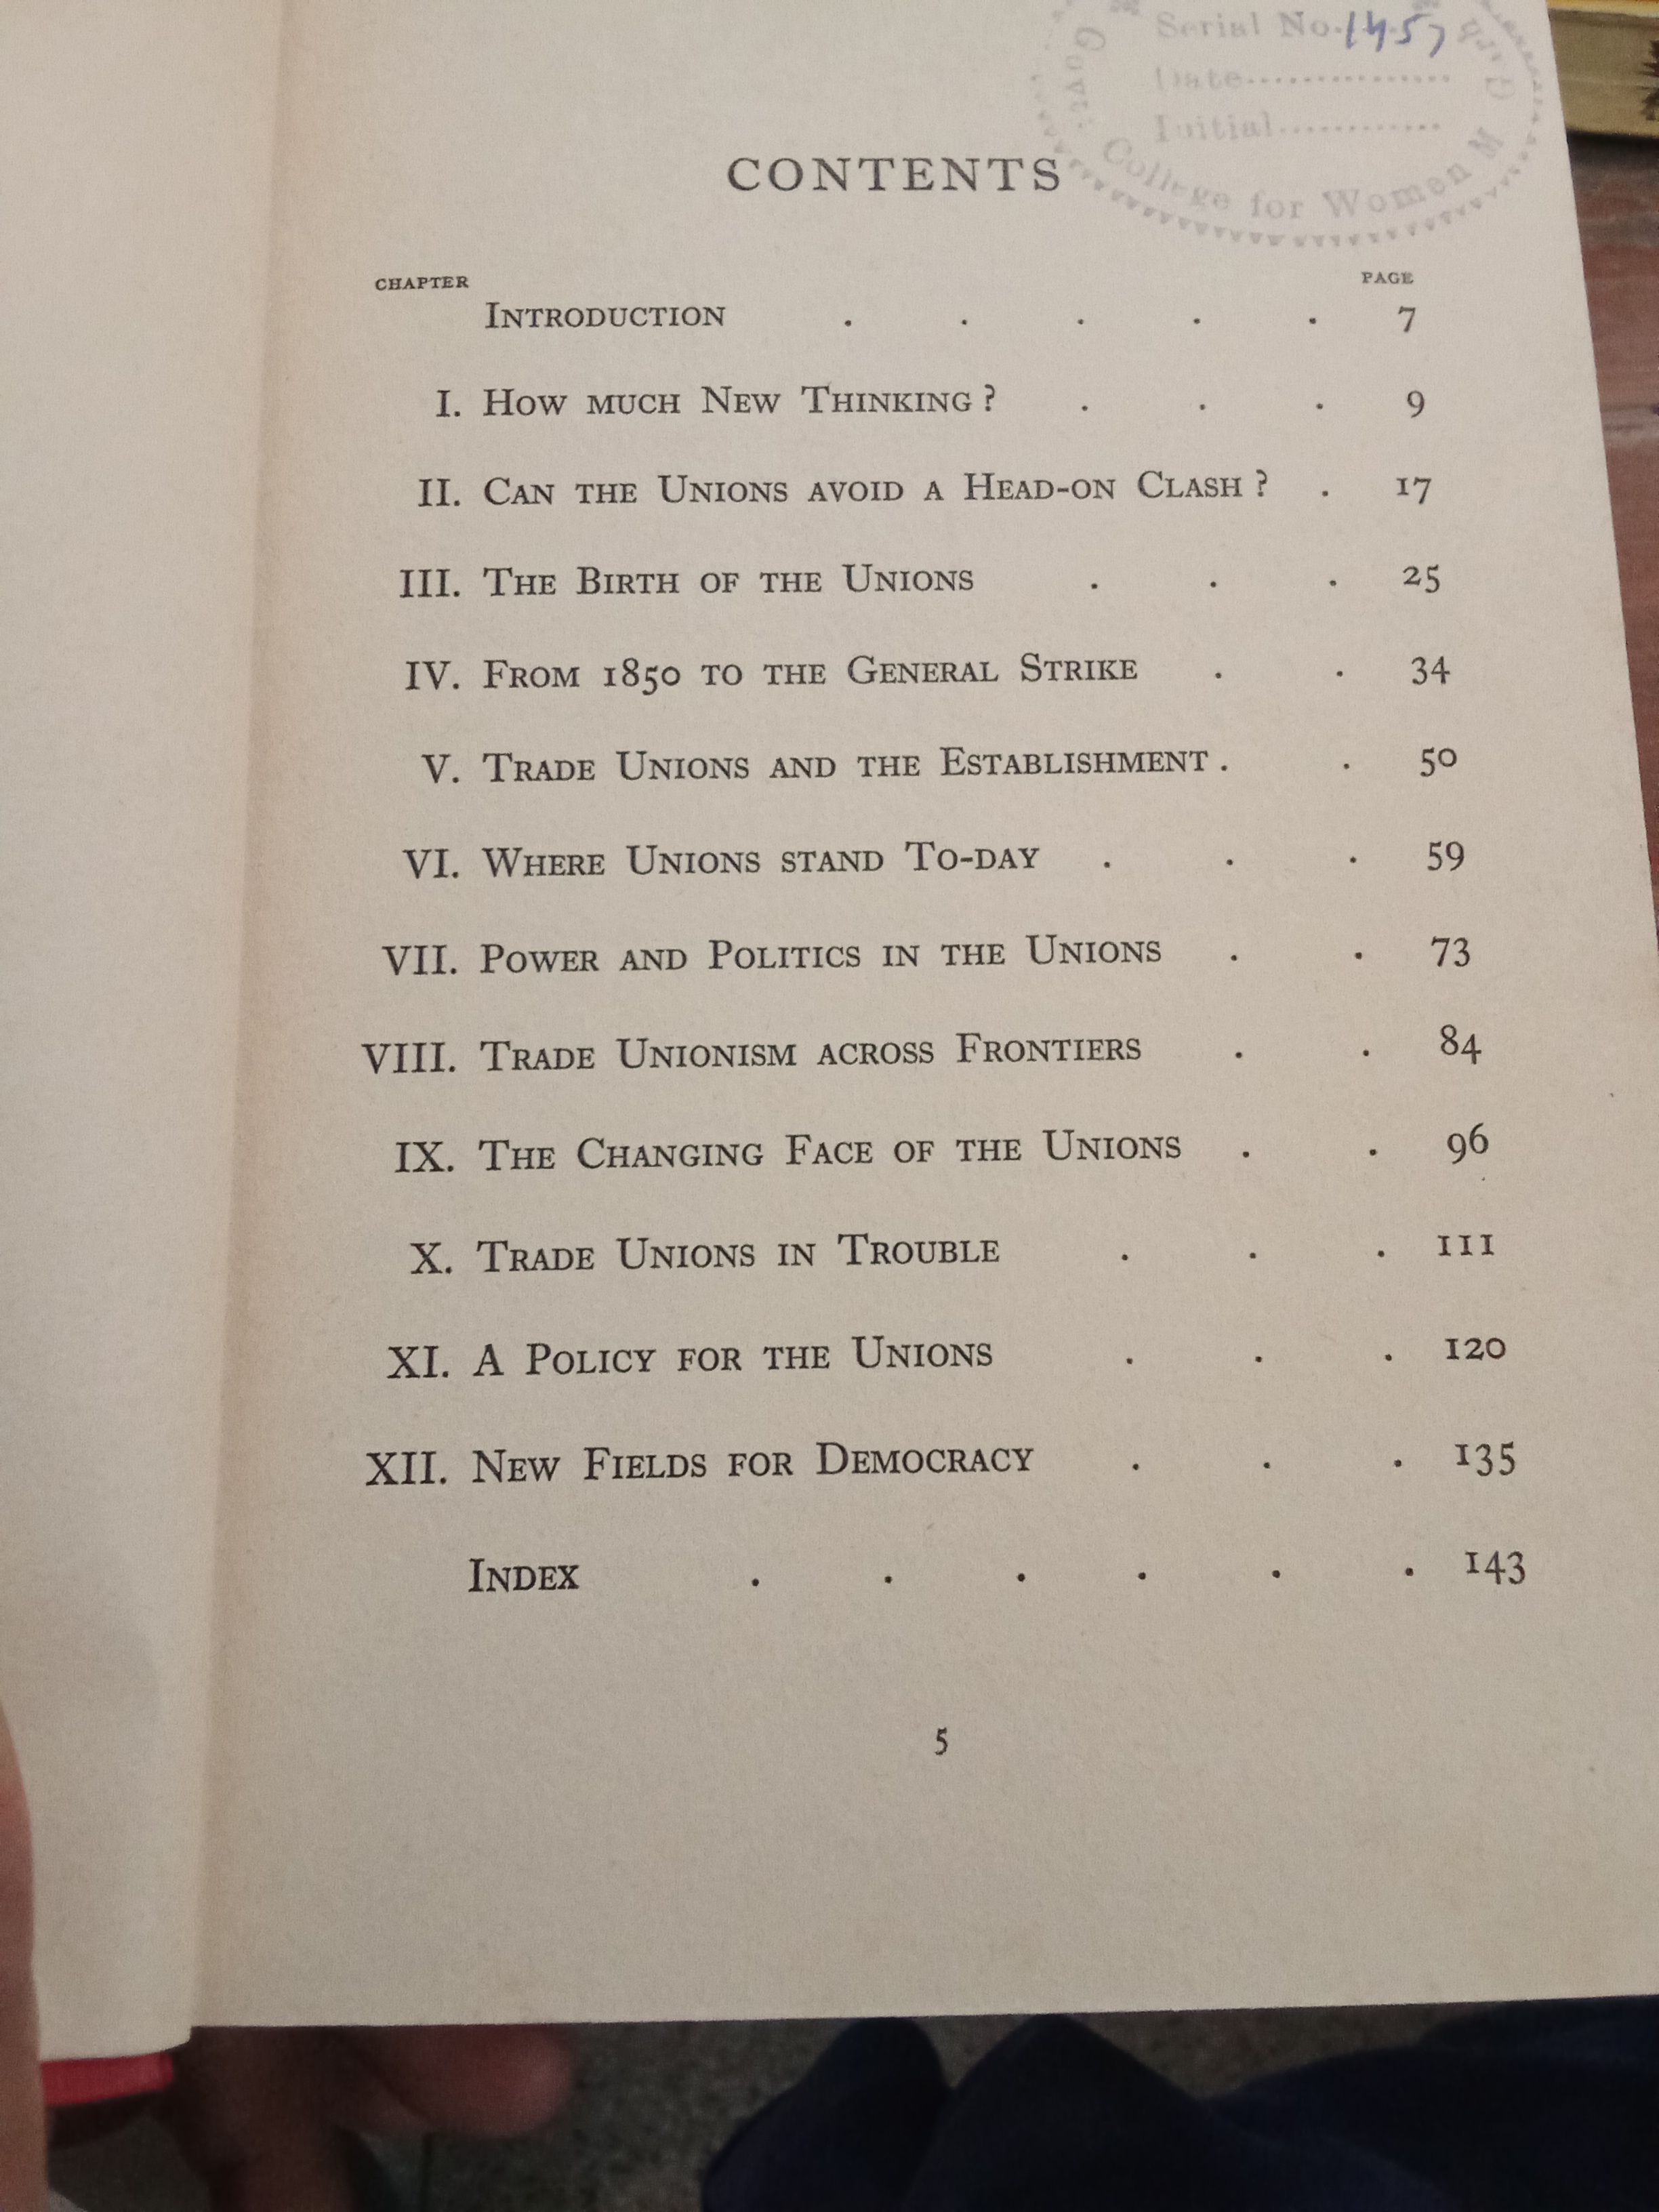 Serial No. 1457
Date................
Initial.............
College for Women M
CONTENTS
CHAPTER PAGE
INTRODUCTION . . . . . 7
I. HOW MUCH NEW THINKING ? . . . 9
II. CAN THE UNIONS AVOID A HEAD-ON CLASH ? . 17
III. THE BIRTH OF THE UNIONS . . . 25
IV. FROM 1850 TO THE GENERAL STRIKE . . 34
V. TRADE UNIONS AND THE ESTABLISHMENT . . 50
VI. WHERE UNIONS STAND TO-DAY . . . 59
VII. POWER AND POLITICS IN THE UNIONS . . 73
VIII. TRADE UNIONISM ACROSS FRONTIERS . . 84
IX. THE CHANGING FACE OF THE UNIONS . . 96
X. TRADE UNIONS IN TROUBLE . . . 111
XI. A POLICY FOR THE UNIONS . . . 120
XII. NEW FIELDS FOR DEMOCRACY . . . 135
INDEX . . . . . . 143
5